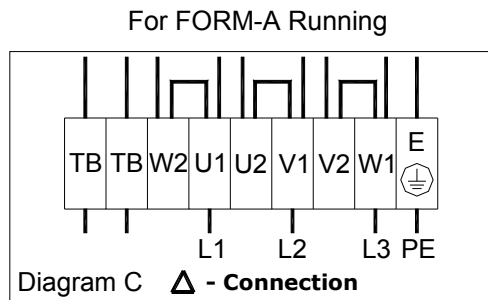 For FORM-A Running
TB TB W2 U1 U2 V1 V2 W1 E
L1 L2 L3 PE
Diagram C Δ - Connection